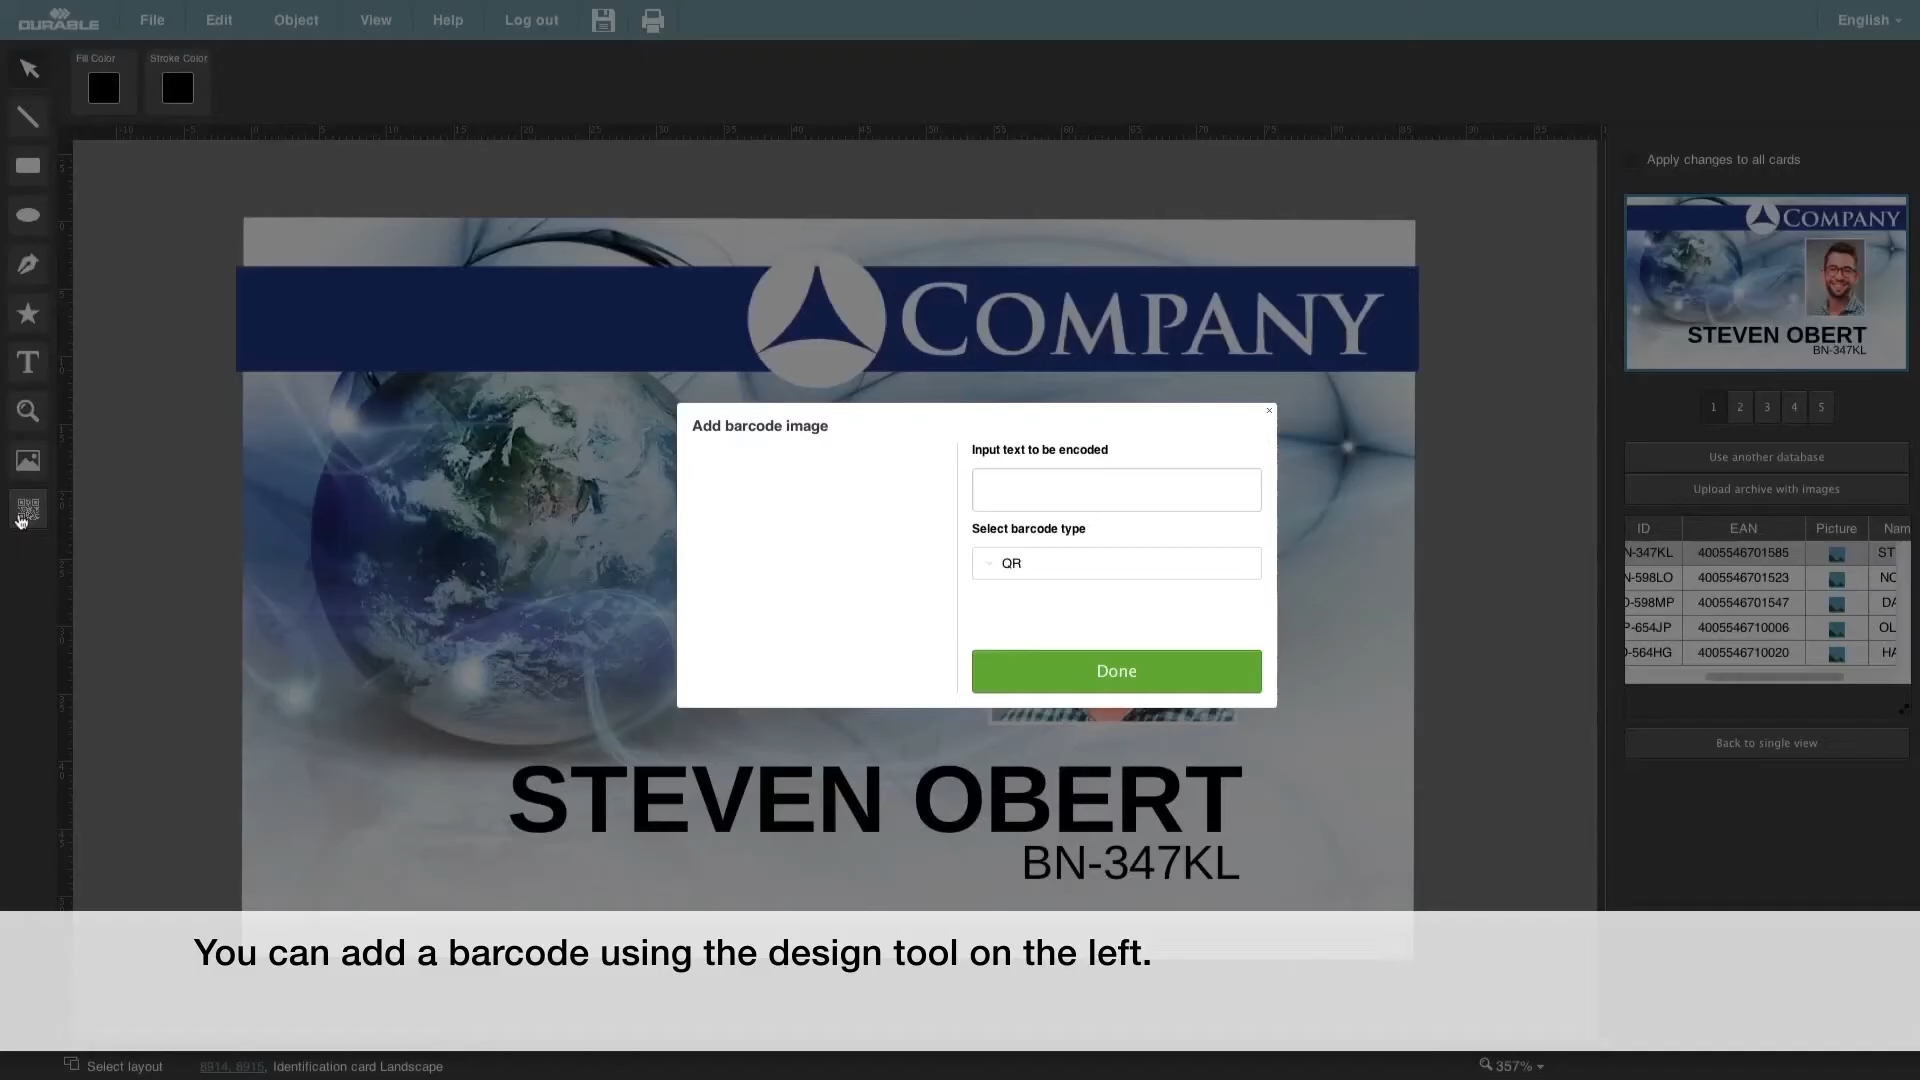 DURABLE
File Edit Object View Help Log out
English
Fill Color Stroke Color
Apply changes to all cards
COMPANY
STEVEN OBERT
BN-347KL
COMPANY
STEVEN OBERT
BN-347KL
1 2 3 4 5
Use another database
Upload archive with images
ID EAN Picture Nam
N-347KL 4005546701585 ST
N-598LO 4005546701523 NO
O-598MP 4005546701547 DA
P-654JP 4005546710006 OL
O-564HG 4005546710020 HA
Back to single view
Add barcode image
×
Input text to be encoded
Select barcode type
QR
Done
You can add a barcode using the design tool on the left.
Select layout 8914, 8915, Identification card Landscape
357%